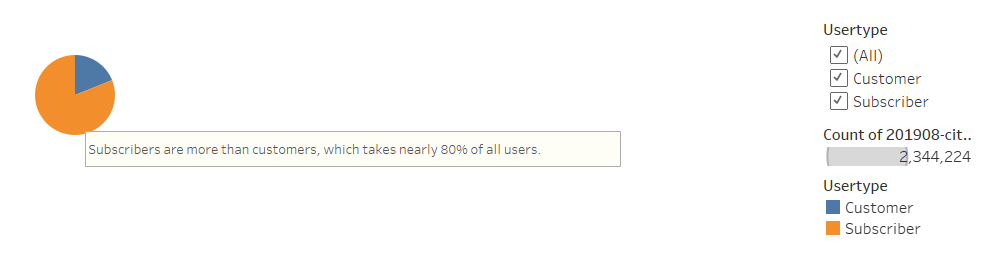 Usertype
(All)
Customer
Subscriber
Subscribers are more than customers, which takes nearly 80% of all users.
Count of 201908-cit..
2,344,224
Usertype
Customer
Subscriber